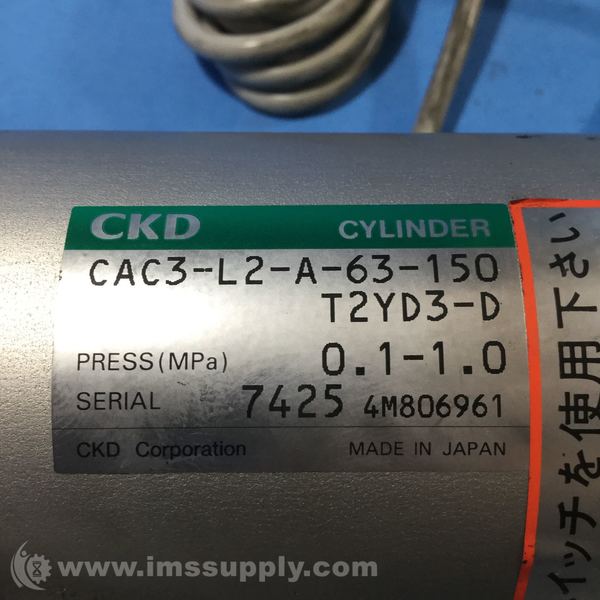 CKD CYLINDER
CAC3-L2-A-63-150
T2YD3-D
PRESS(MPa) 0.1-1.0
SERIAL 7425 4M806961
CKD Corporation MADE IN JAPAN
イッチを使用下さい
www.imssupply.com